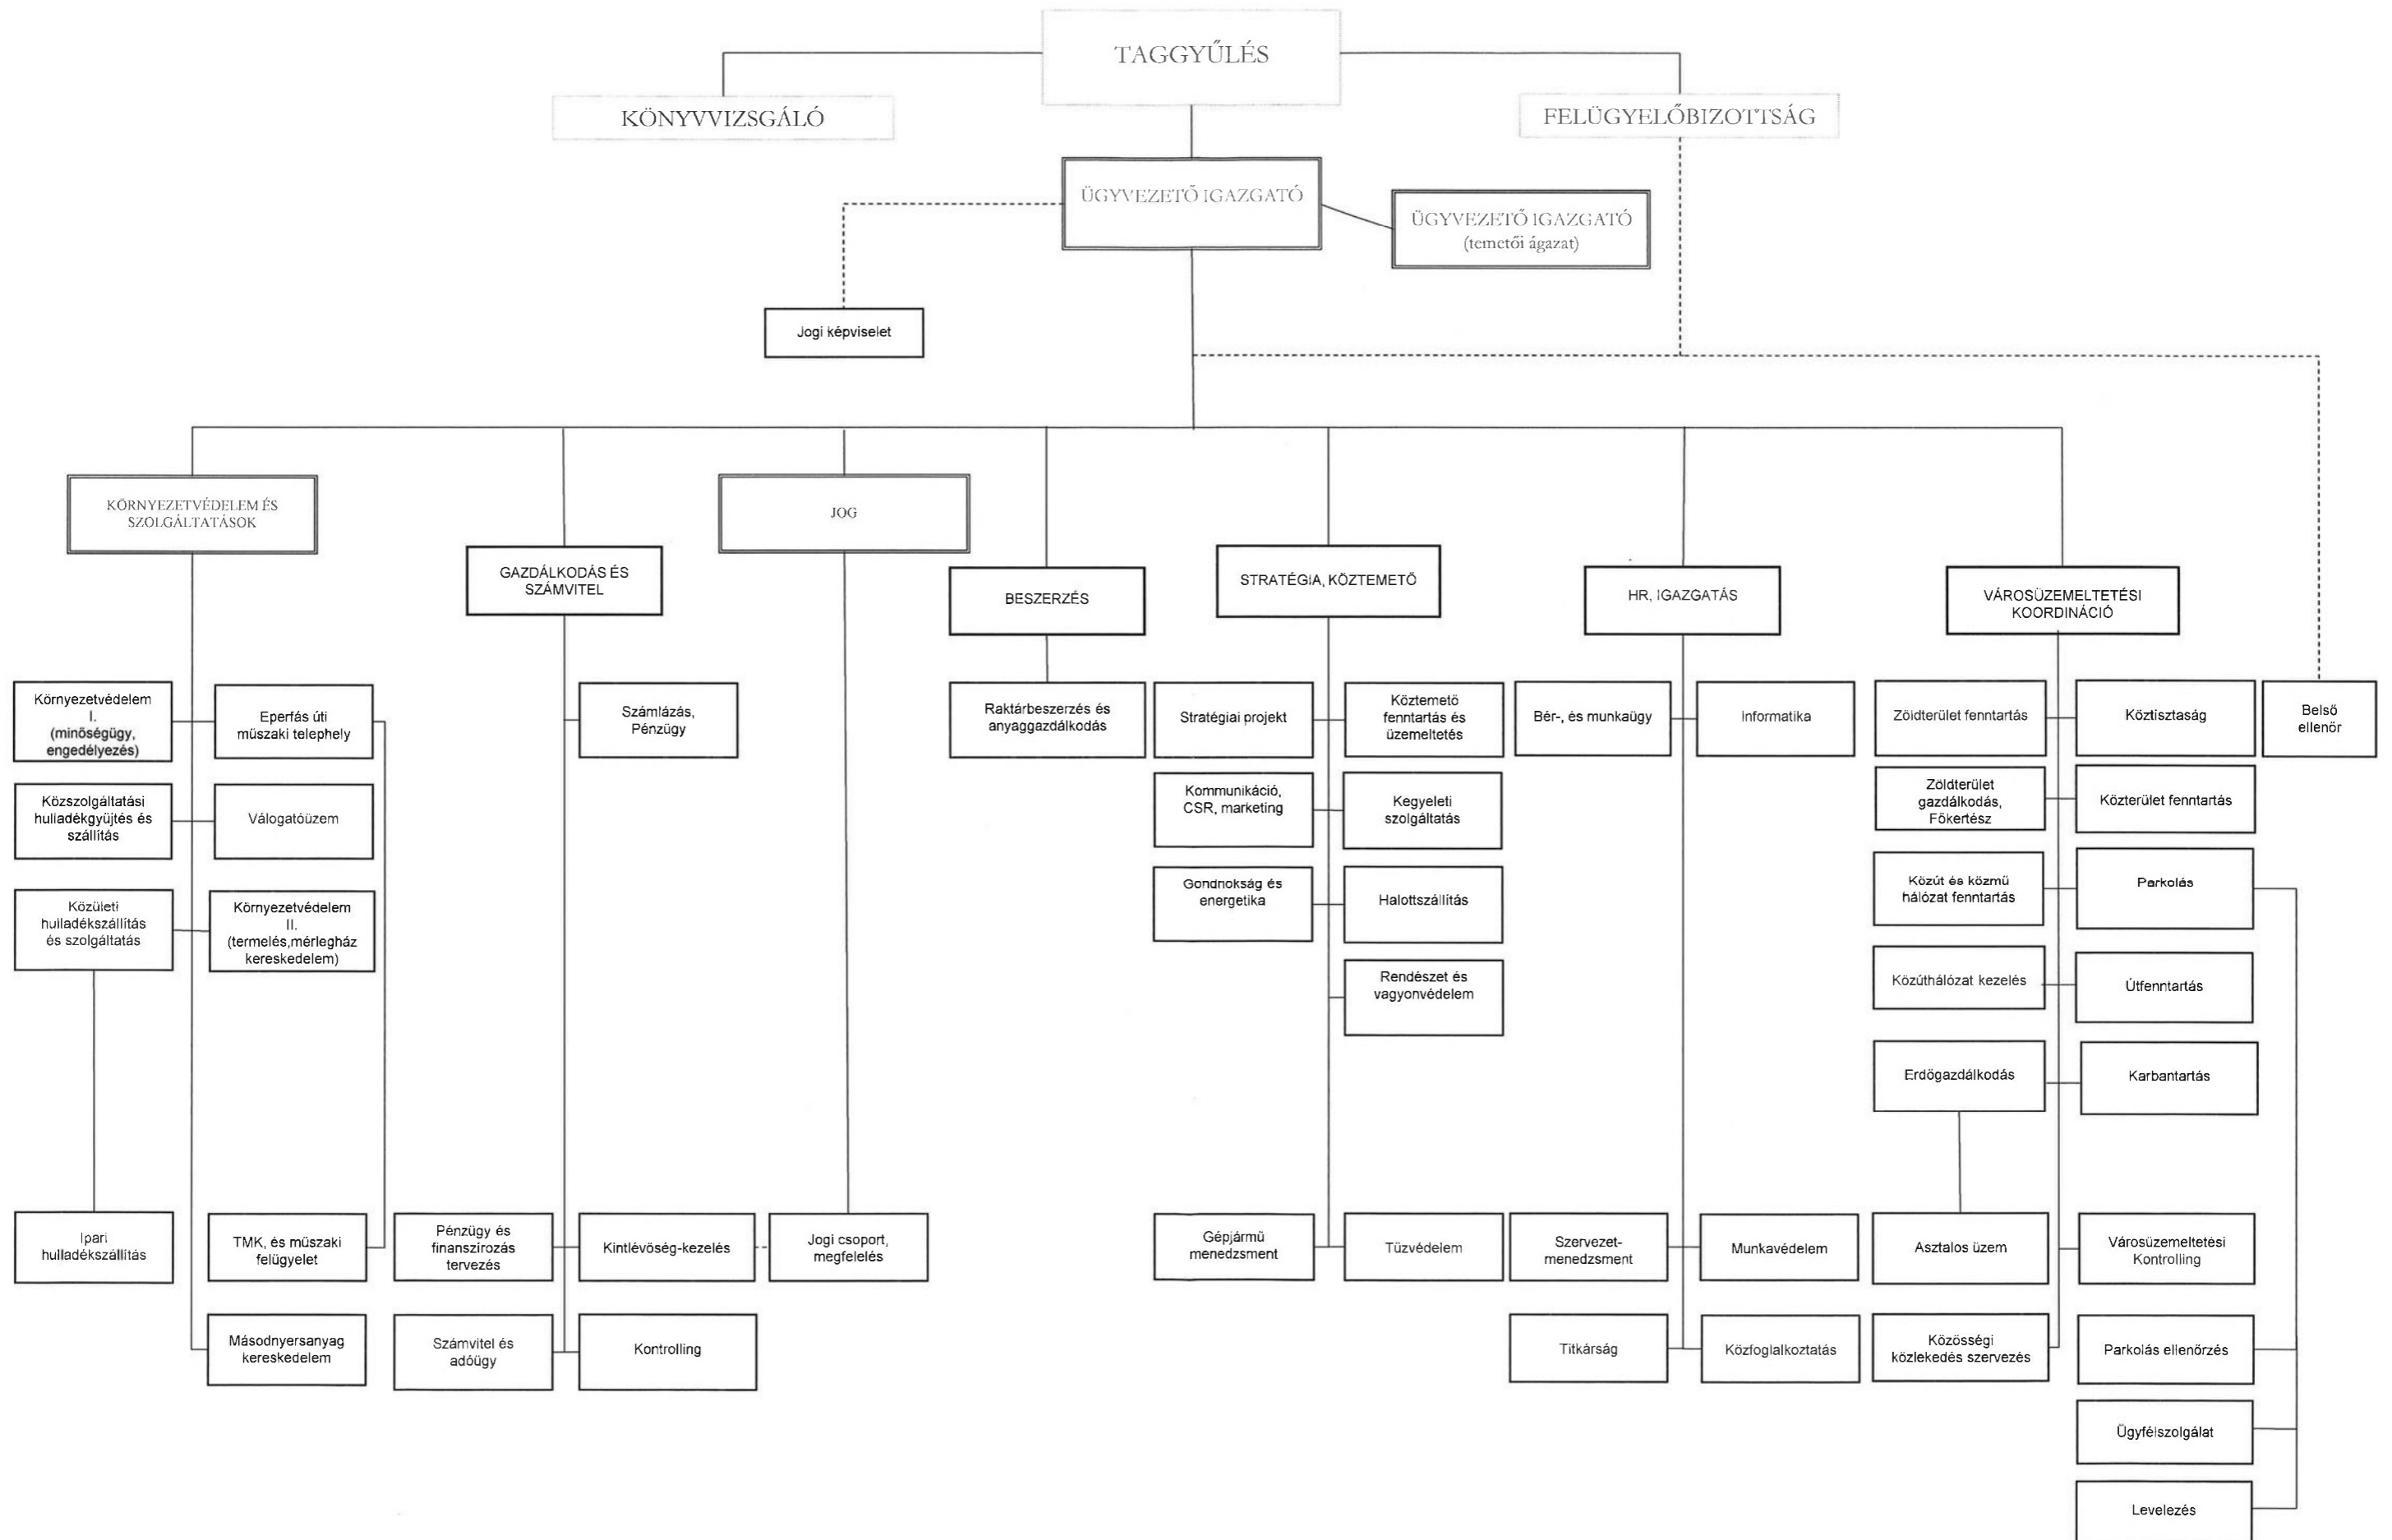 TAGGYŰLÉS
KÖNYVVIZSGÁLÓ
FELÜGYELŐBIZOTTSÁG
ÜGYVEZETŐ IGAZGATÓ
ÜGYVEZETŐ IGAZGATÓ
(temetői ágazat)
Jogi képviselet
KÖRNYEZETVÉDELEM ÉS
SZOLGÁLTATÁSOK
JOG
GAZDÁLKODÁS ÉS
SZÁMVITEL
BESZERZÉS
STRATÉGIA, KÖZTEMETŐ
HR, IGAZGATÁS
VÁROSÜZEMELTETÉSI
KOORDINÁCIÓ
Környezetvédelem
I.
(minőségügy,
engedélyezés)
Eperfás úti
műszaki telephely
Számlázás,
Pénzügy
Raktárbeszerzés és
anyaggazdálkodás
Stratégiai projekt
Köztemető
fenntartás és
üzemeltetés
Bér-, és munkaügy
Informatika
Zöldterület fenntartás
Köztisztaság
Belső
ellenőr
Közszolgáltatási
hulladékgyűjtés és
szállítás
Válogatóüzem
Kommunikáció,
CSR, marketing
Kegyeleti
szolgáltatás
Zöldterület
gazdálkodás,
Főkertész
Közterület fenntartás
Közületi
hulladékszállítás
és szolgáltatás
Környezetvédelem
II.
(termelés,mérlegház
kereskedelem)
Gondnokság és
energetika
Halottszállítás
Közút és közmű
hálózat fenntartás
Parkolás
Rendészet és
vagyonvédelem
Közúthálózat kezelés
Útfenntartás
Erdőgazdálkodás
Karbantartás
Ipari
hulladékszállítás
TMK, és műszaki
felügyelet
Pénzügy és
finanszírozás
tervezés
Kintlévőség-kezelés
Jogi csoport,
megfelelés
Gépjármű
menedzsment
Tűzvédelem
Szervezet-
menedzsment
Munkavédelem
Asztalos üzem
Városüzemeltetési
Kontrolling
Másodnyersanyag
kereskedelem
Számvitel és
adóügy
Kontrolling
Titkárság
Közfoglalkoztatás
Közösségi
közlekedés szervezés
Parkolás ellenőrzés
Ügyfélszolgálat
Levelezés